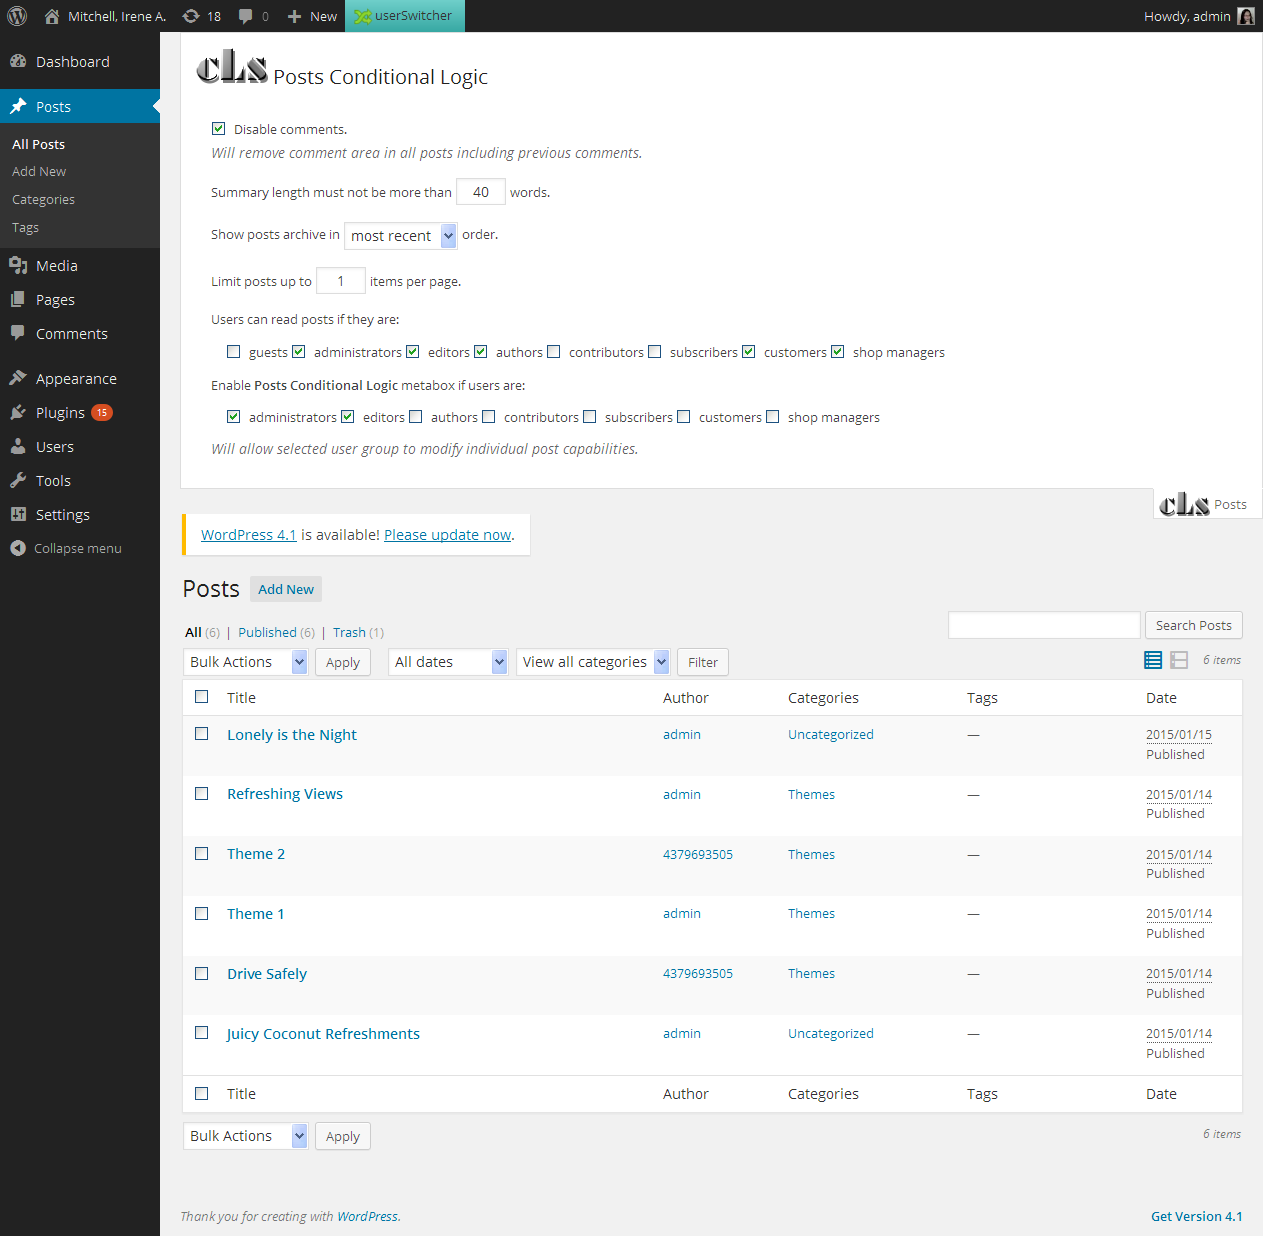 Mitchell, Irene A. 18 0 New userSwitcher Howdy, admin
Dashboard
Posts
All Posts
Add New
Categories
Tags
Media
Pages
Comments
Appearance
Plugins 15
Users
Tools
Settings
Collapse menu
cLs Posts Conditional Logic
Disable comments.
Will remove comment area in all posts including previous comments.
Summary length must not be more than 40 words.
Show posts archive in most recent order.
Limit posts up to 1 items per page.
Users can read posts if they are:
guests administrators editors authors contributors subscribers customers shop managers
Enable Posts Conditional Logic metabox if users are:
administrators editors authors contributors subscribers customers shop managers
Will allow selected user group to modify individual post capabilities.
cLs Posts
WordPress 4.1 is available! Please update now.
Posts Add New
All (6) | Published (6) | Trash (1)
Search Posts
Bulk Actions Apply All dates View all categories Filter 6 items
Title Author Categories Tags Date
Lonely is the Night admin Uncategorized — 2015/01/15
Published
Refreshing Views admin Themes — 2015/01/14
Published
Theme 2 4379693505 Themes — 2015/01/14
Published
Theme 1 admin Themes — 2015/01/14
Published
Drive Safely 4379693505 Themes — 2015/01/14
Published
Juicy Coconut Refreshments admin Uncategorized — 2015/01/14
Published
Title Author Categories Tags Date
Bulk Actions Apply 6 items
Thank you for creating with WordPress. Get Version 4.1